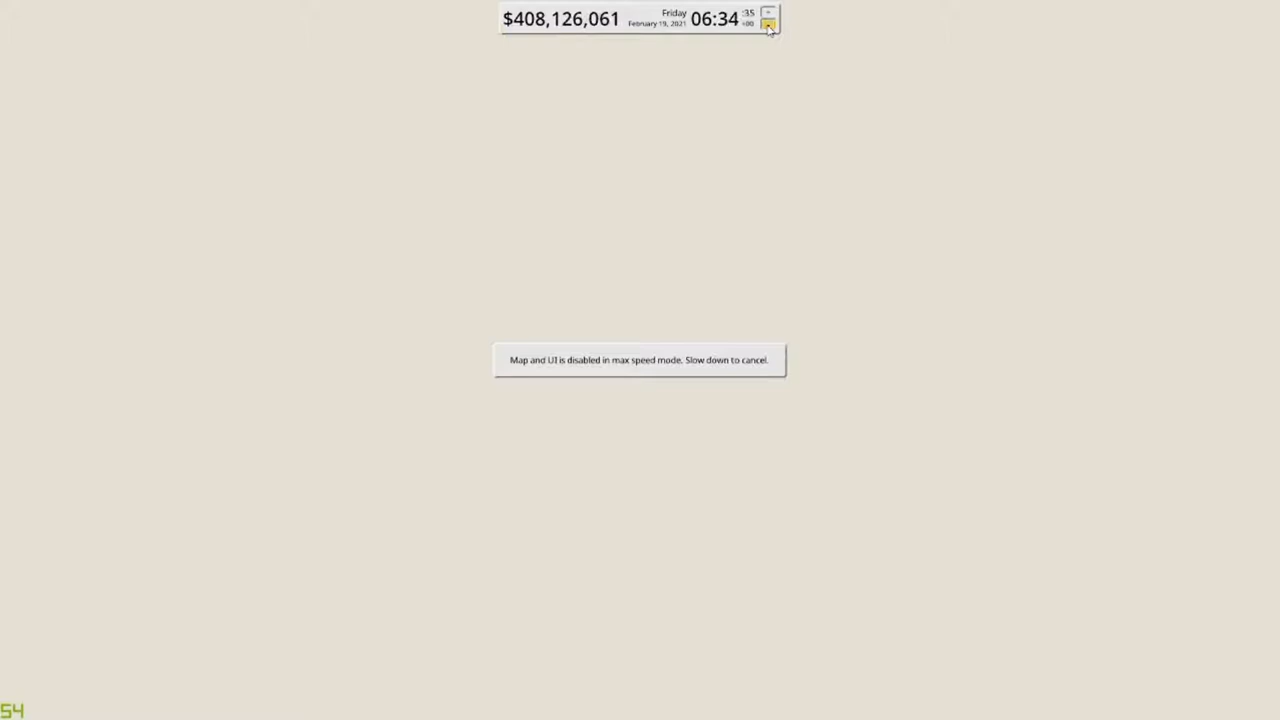 $408,126,061
Friday
February 19, 2021
06:34
:35
+00
Map and UI is disabled in max speed mode. Slow down to cancel.
54